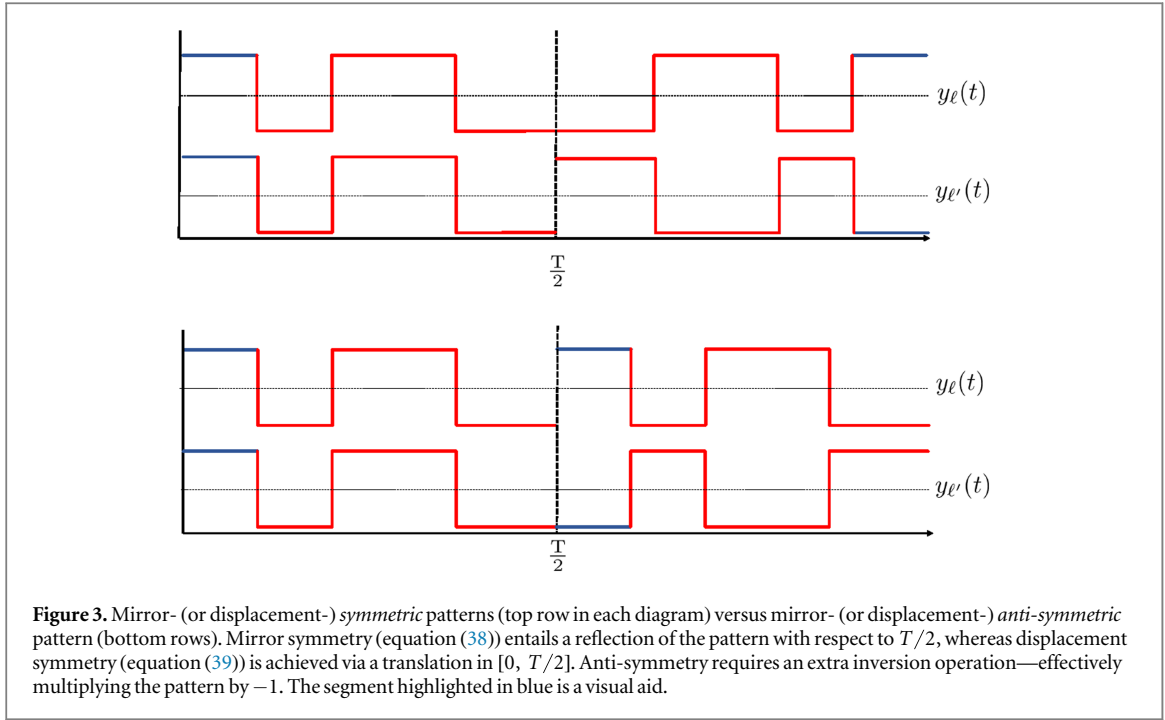 yℓ(t)
yℓ′(t)
T
2
yℓ(t)
yℓ′(t)
T
2
Figure 3. Mirror- (or displacement-) symmetric patterns (top row in each diagram) versus mirror- (or displacement-) anti-symmetric
pattern (bottom rows). Mirror symmetry (equation (38)) entails a reflection of the pattern with respect to T/2, whereas displacement
symmetry (equation (39)) is achieved via a translation in [0, T/2]. Anti-symmetry requires an extra inversion operation—effectively
multiplying the pattern by −1. The segment highlighted in blue is a visual aid.